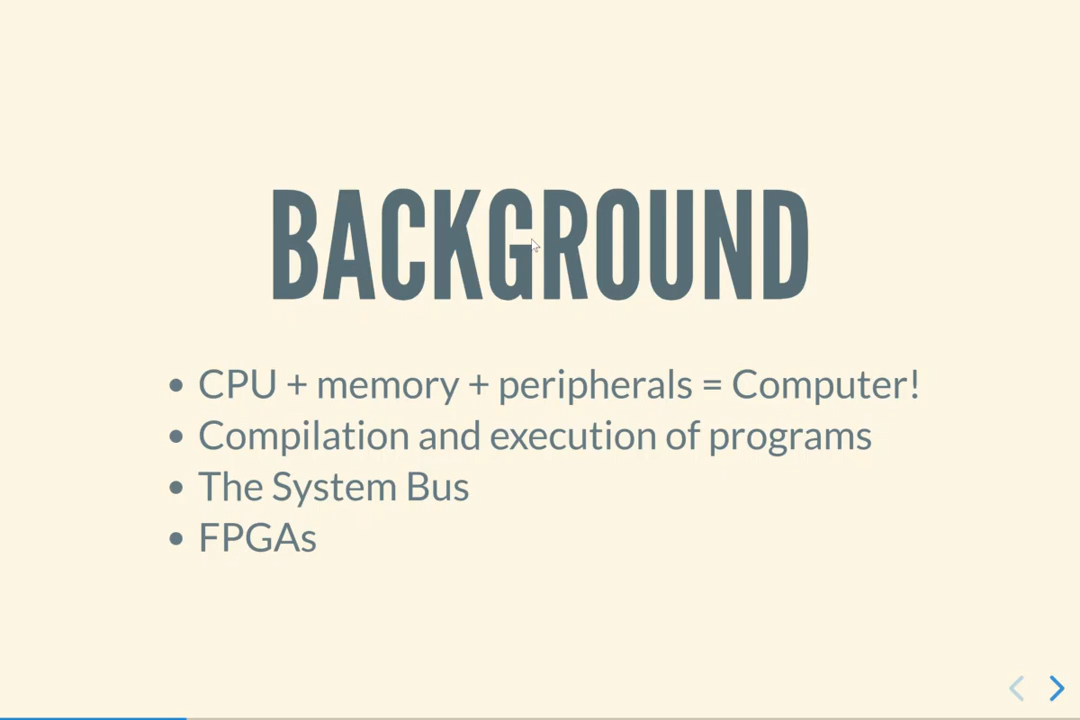 BACKGROUND
CPU + memory + peripherals = Computer!
Compilation and execution of programs
The System Bus
FPGAs